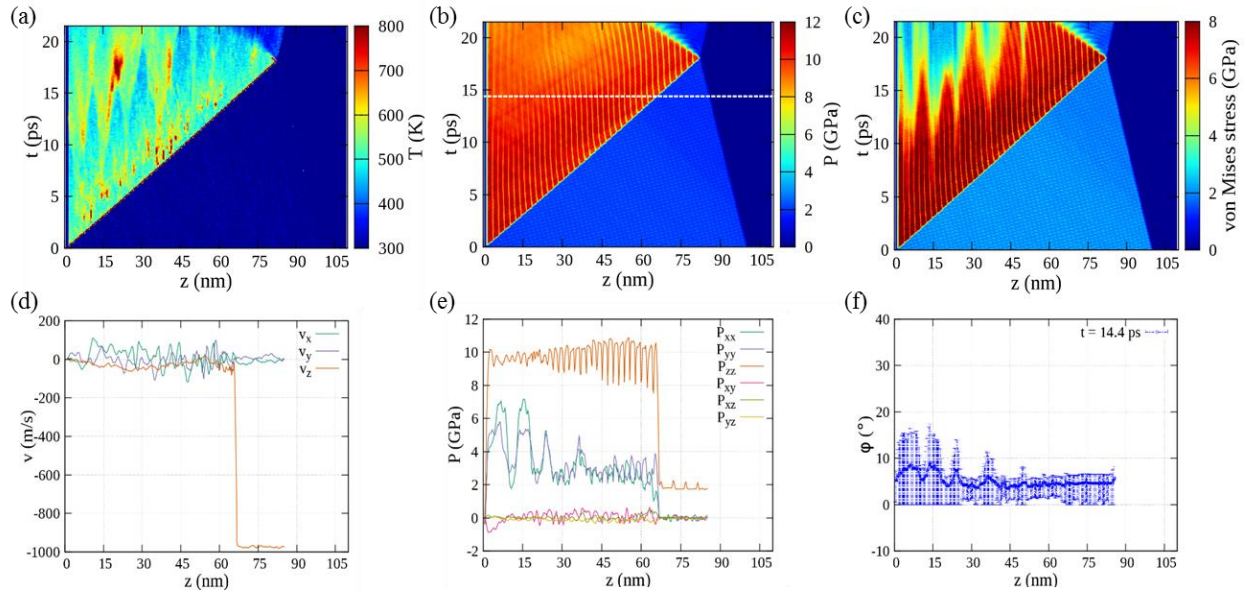 (a)
20
15
10
5
0
t (ps)
0 15 30 45 60 75 90 105
z (nm)
800
700
600
500
400
300
T (K)
(b)
20
15
10
5
0
t (ps)
0 15 30 45 60 75 90 105
z (nm)
12
10
8
6
4
2
0
P (GPa)
(c)
20
15
10
5
0
t (ps)
0 15 30 45 60 75 90 105
z (nm)
8
6
4
2
0
von Mises stress (GPa)
(d)
200
0
-200
-400
-600
-800
-1000
v (m/s)
v_x
v_y
v_z
0 15 30 45 60 75 90 105
z (nm)
(e)
12
10
8
6
4
2
0
-2
P (GPa)
P_xx
P_yy
P_zz
P_xy
P_xz
P_yz
0 15 30 45 60 75 90 105
z (nm)
(f)
40
30
20
10
0
-10
φ (°)
t = 14.4 ps
0 15 30 45 60 75 90 105
z (nm)